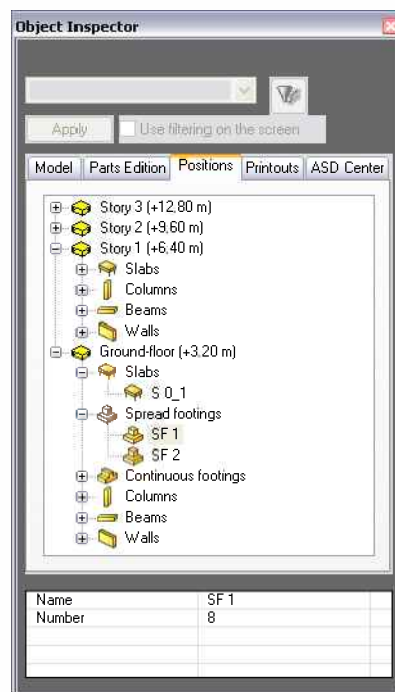 Object Inspector
Apply Use filtering on the screen
Model Parts Edition Positions Printouts ASD Center
Story 3 (+12,80 m)
Story 2 (+9,60 m)
Story 1 (+6,40 m)
Slabs
Columns
Beams
Walls
Ground-floor (+3,20 m)
Slabs
S 0_1
Spread footings
SF 1
SF 2
Continuous footings
Columns
Beams
Walls
Name SF 1
Number 8